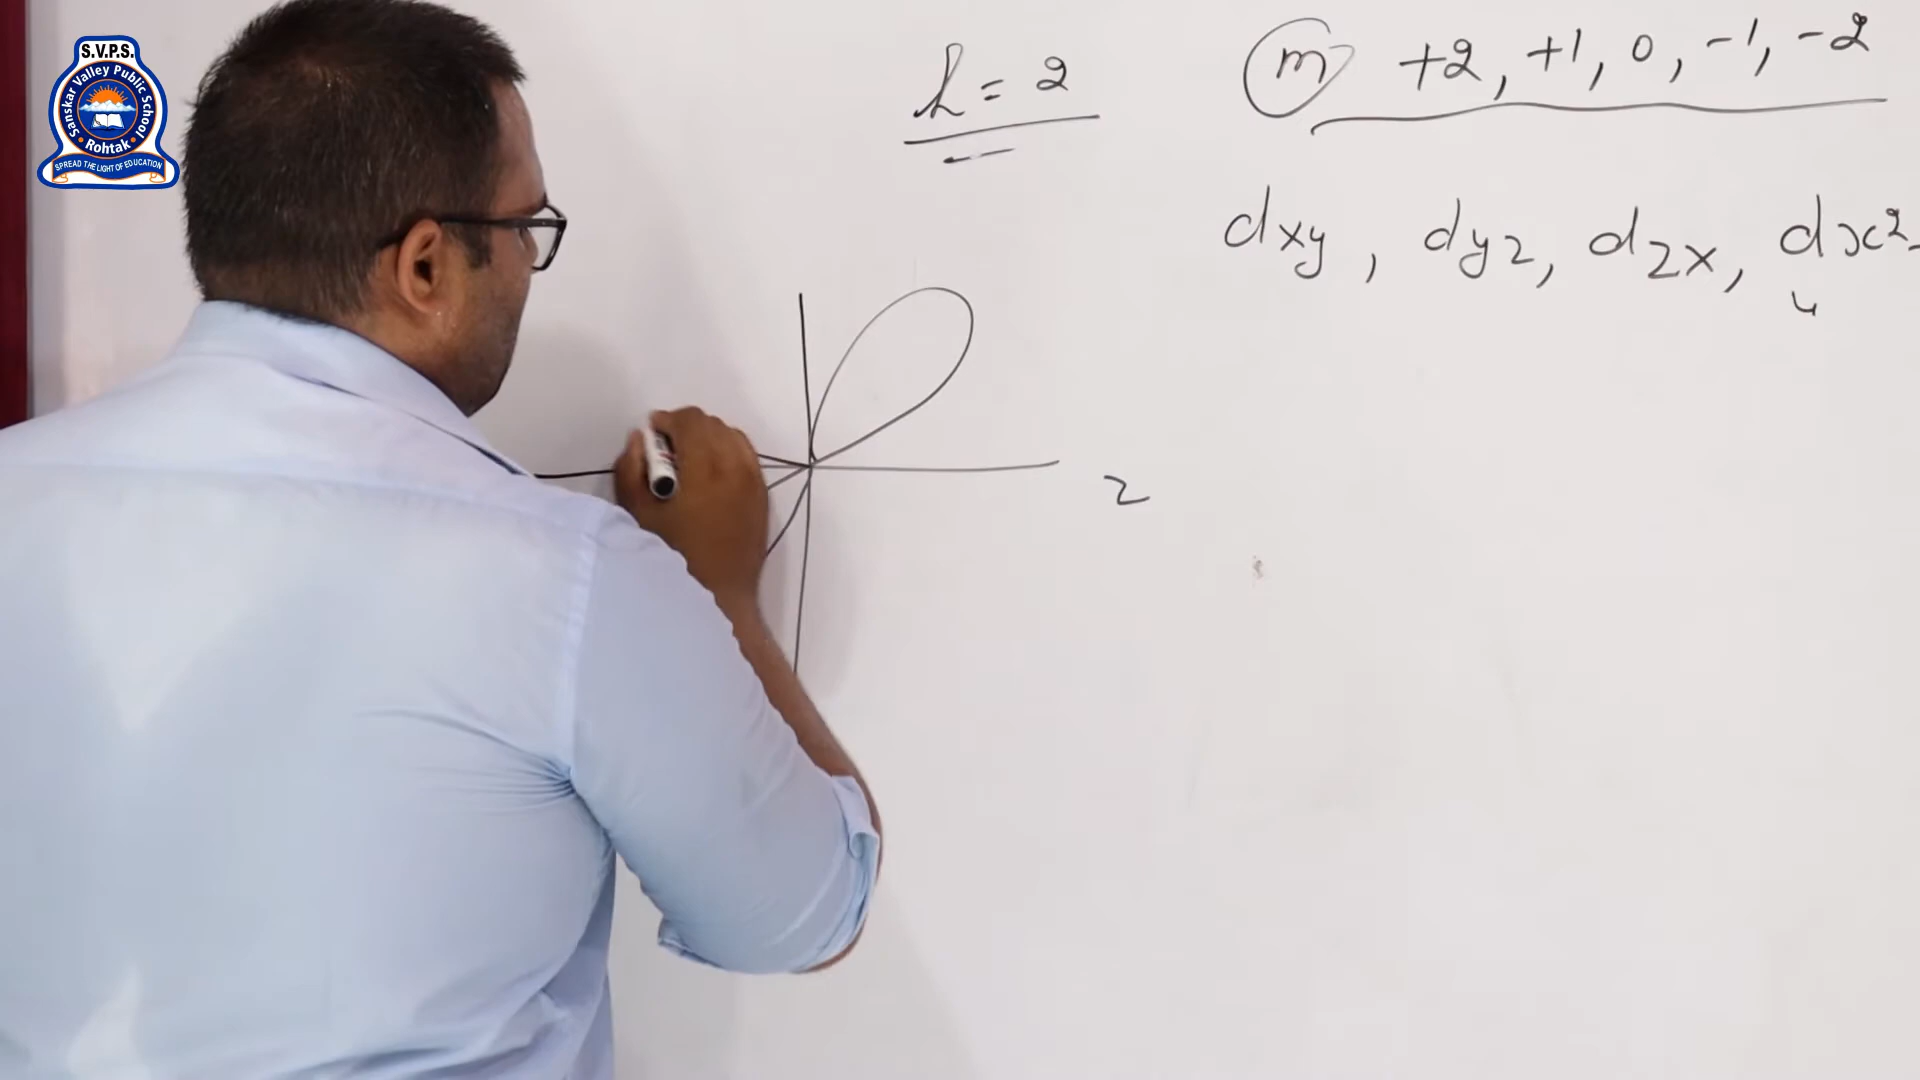 S.V.P.S.
Sanskar Valley Public School
Rohtak
SPREAD THE LIGHT OF EDUCATION
l = 2
m +2, +1, 0, -1, -2
dxy, dyz, dzx, dx²-
y
z